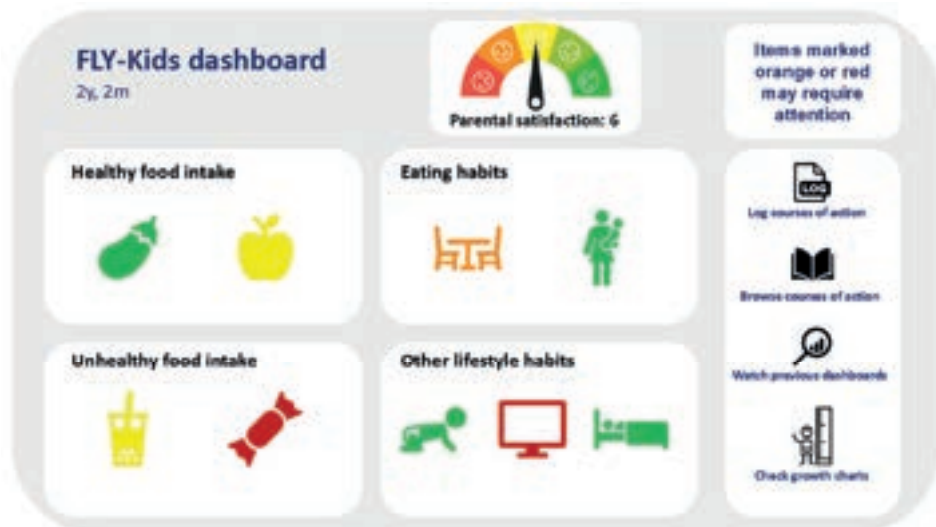 FLY-Kids dashboard
2y, 2m
Parental satisfaction: 6
Items marked
orange or red
may require
attention
Healthy food intake
Eating habits
Unhealthy food intake
Other lifestyle habits
LOG
Log courses of action
Browse courses of action
Watch previous dashboards
Check growth charts